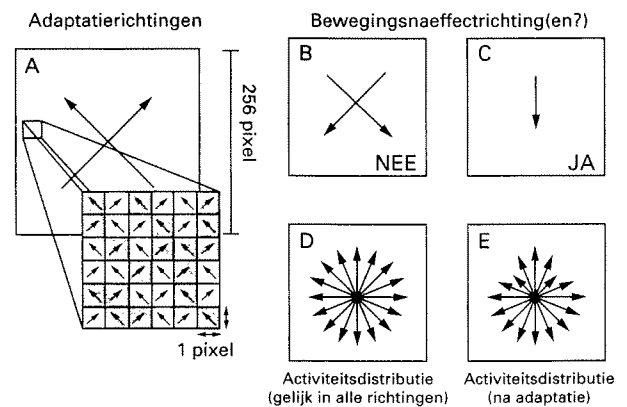 Adaptatierichtingen
Bewegingsnaeffectrichting(en?)
A
256 pixel
1 pixel
B
NEE
C
JA
D
E
Activiteitsdistributie
(gelijk in alle richtingen)
Activiteitsdistributie
(na adaptatie)